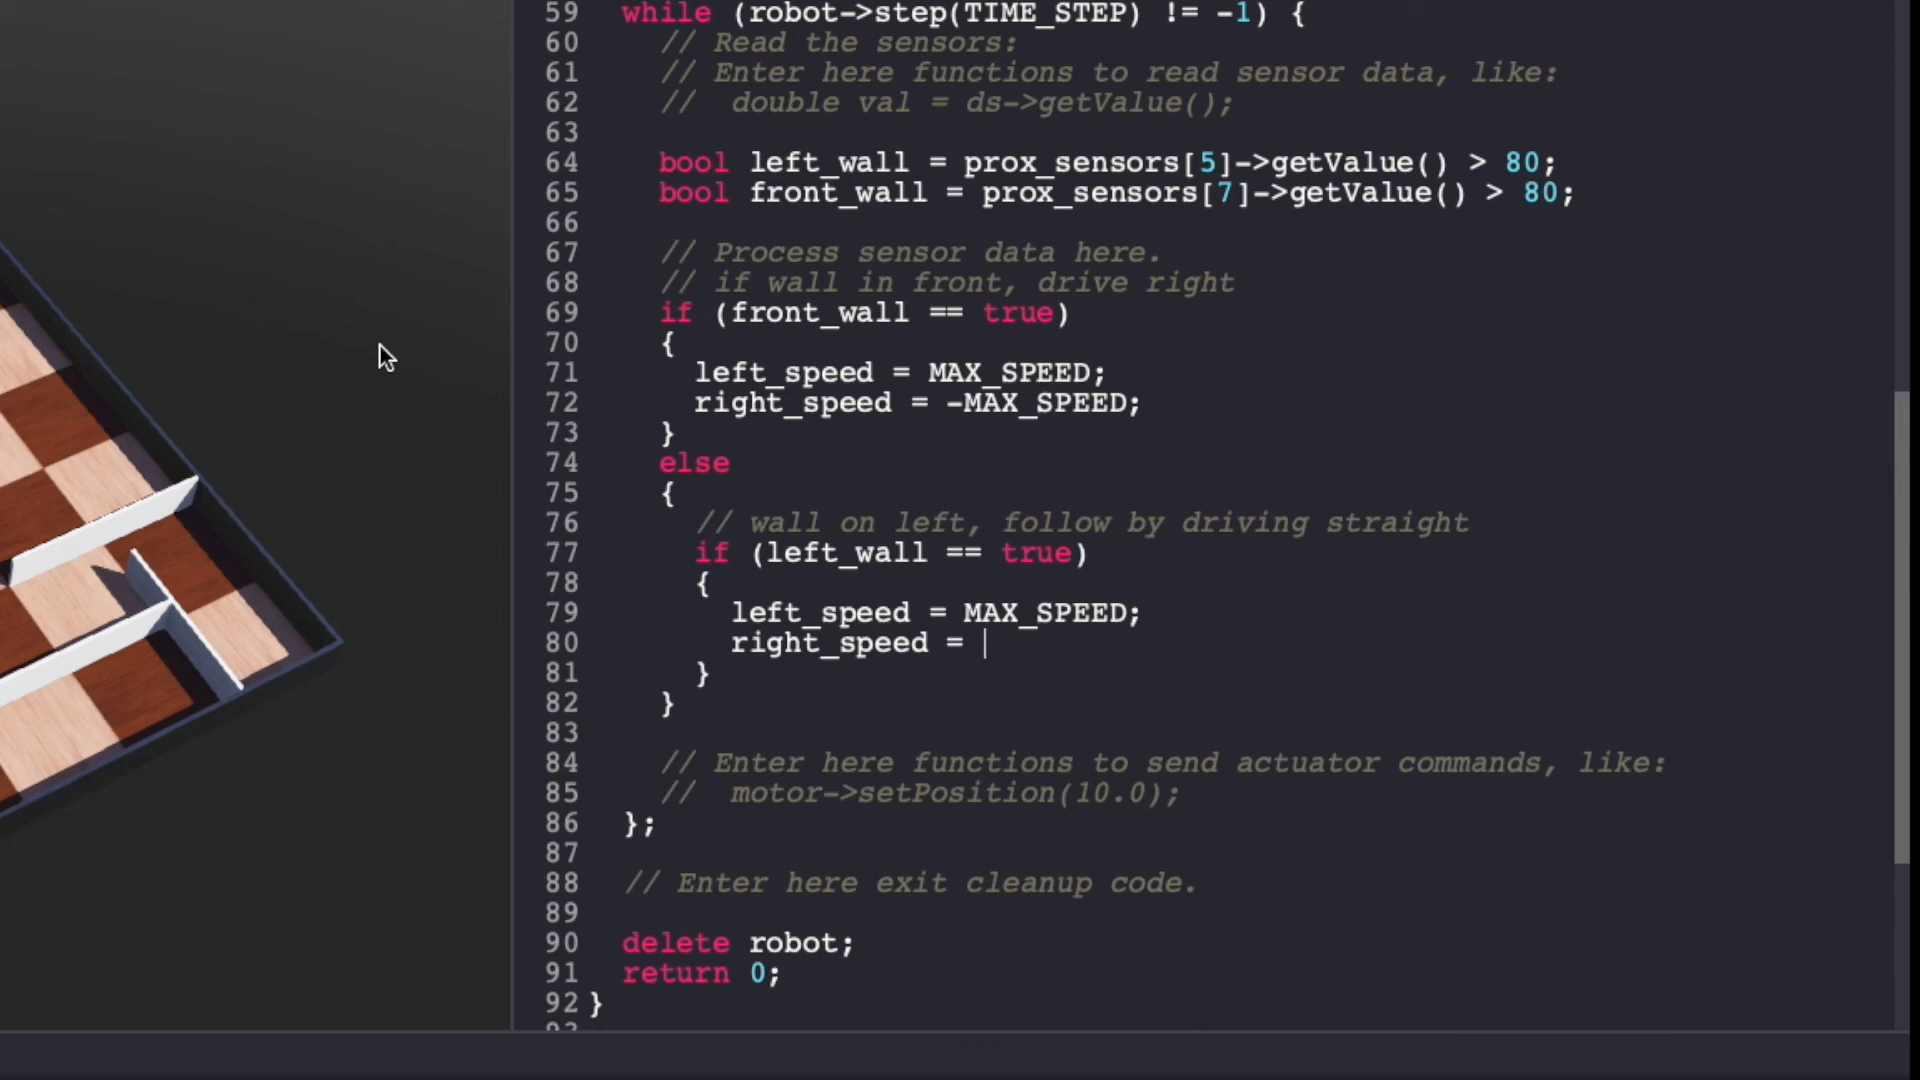 59 while (robot->step(TIME_STEP) != -1) {
60 // Read the sensors:
61 // Enter here functions to read sensor data, like:
62 //  double val = ds->getValue();
63
64 bool left_wall = prox_sensors[5]->getValue() > 80;
65 bool front_wall = prox_sensors[7]->getValue() > 80;
66
67 // Process sensor data here.
68 // if wall in front, drive right
69 if (front_wall == true)
70 {
71 left_speed = MAX_SPEED;
72 right_speed = -MAX_SPEED;
73 }
74 else
75 {
76 // wall on left, follow by driving straight
77 if (left_wall == true)
78 {
79 left_speed = MAX_SPEED;
80 right_speed =
81 }
82 }
83
84 // Enter here functions to send actuator commands, like:
85 //  motor->setPosition(10.0);
86 };
87
88 // Enter here exit cleanup code.
89
90 delete robot;
91 return 0;
92 }